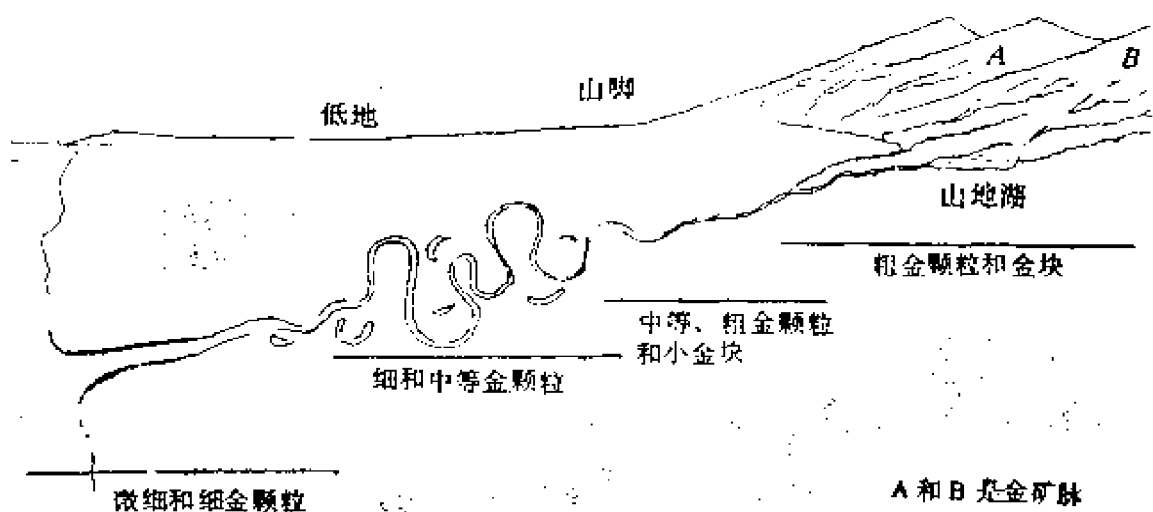 A
B
山脚
低地
山地湖
粗金颗粒和金块
中等、粗金颗粒
和小金块
细和中等金颗粒
微细和细金颗粒
A 和 B 是金矿脉